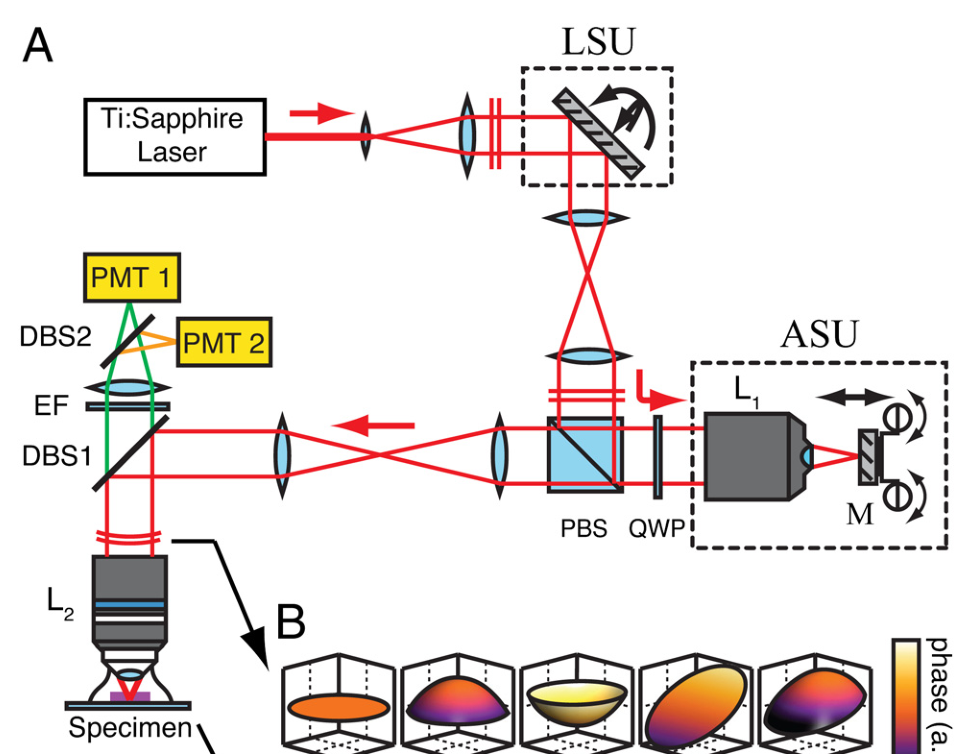 A
LSU
Ti:Sapphire
Laser
PMT 1
DBS2
PMT 2
ASU
EF
L1
DBS1
M
PBS
QWP
L2
B
phase (a.
Specimen